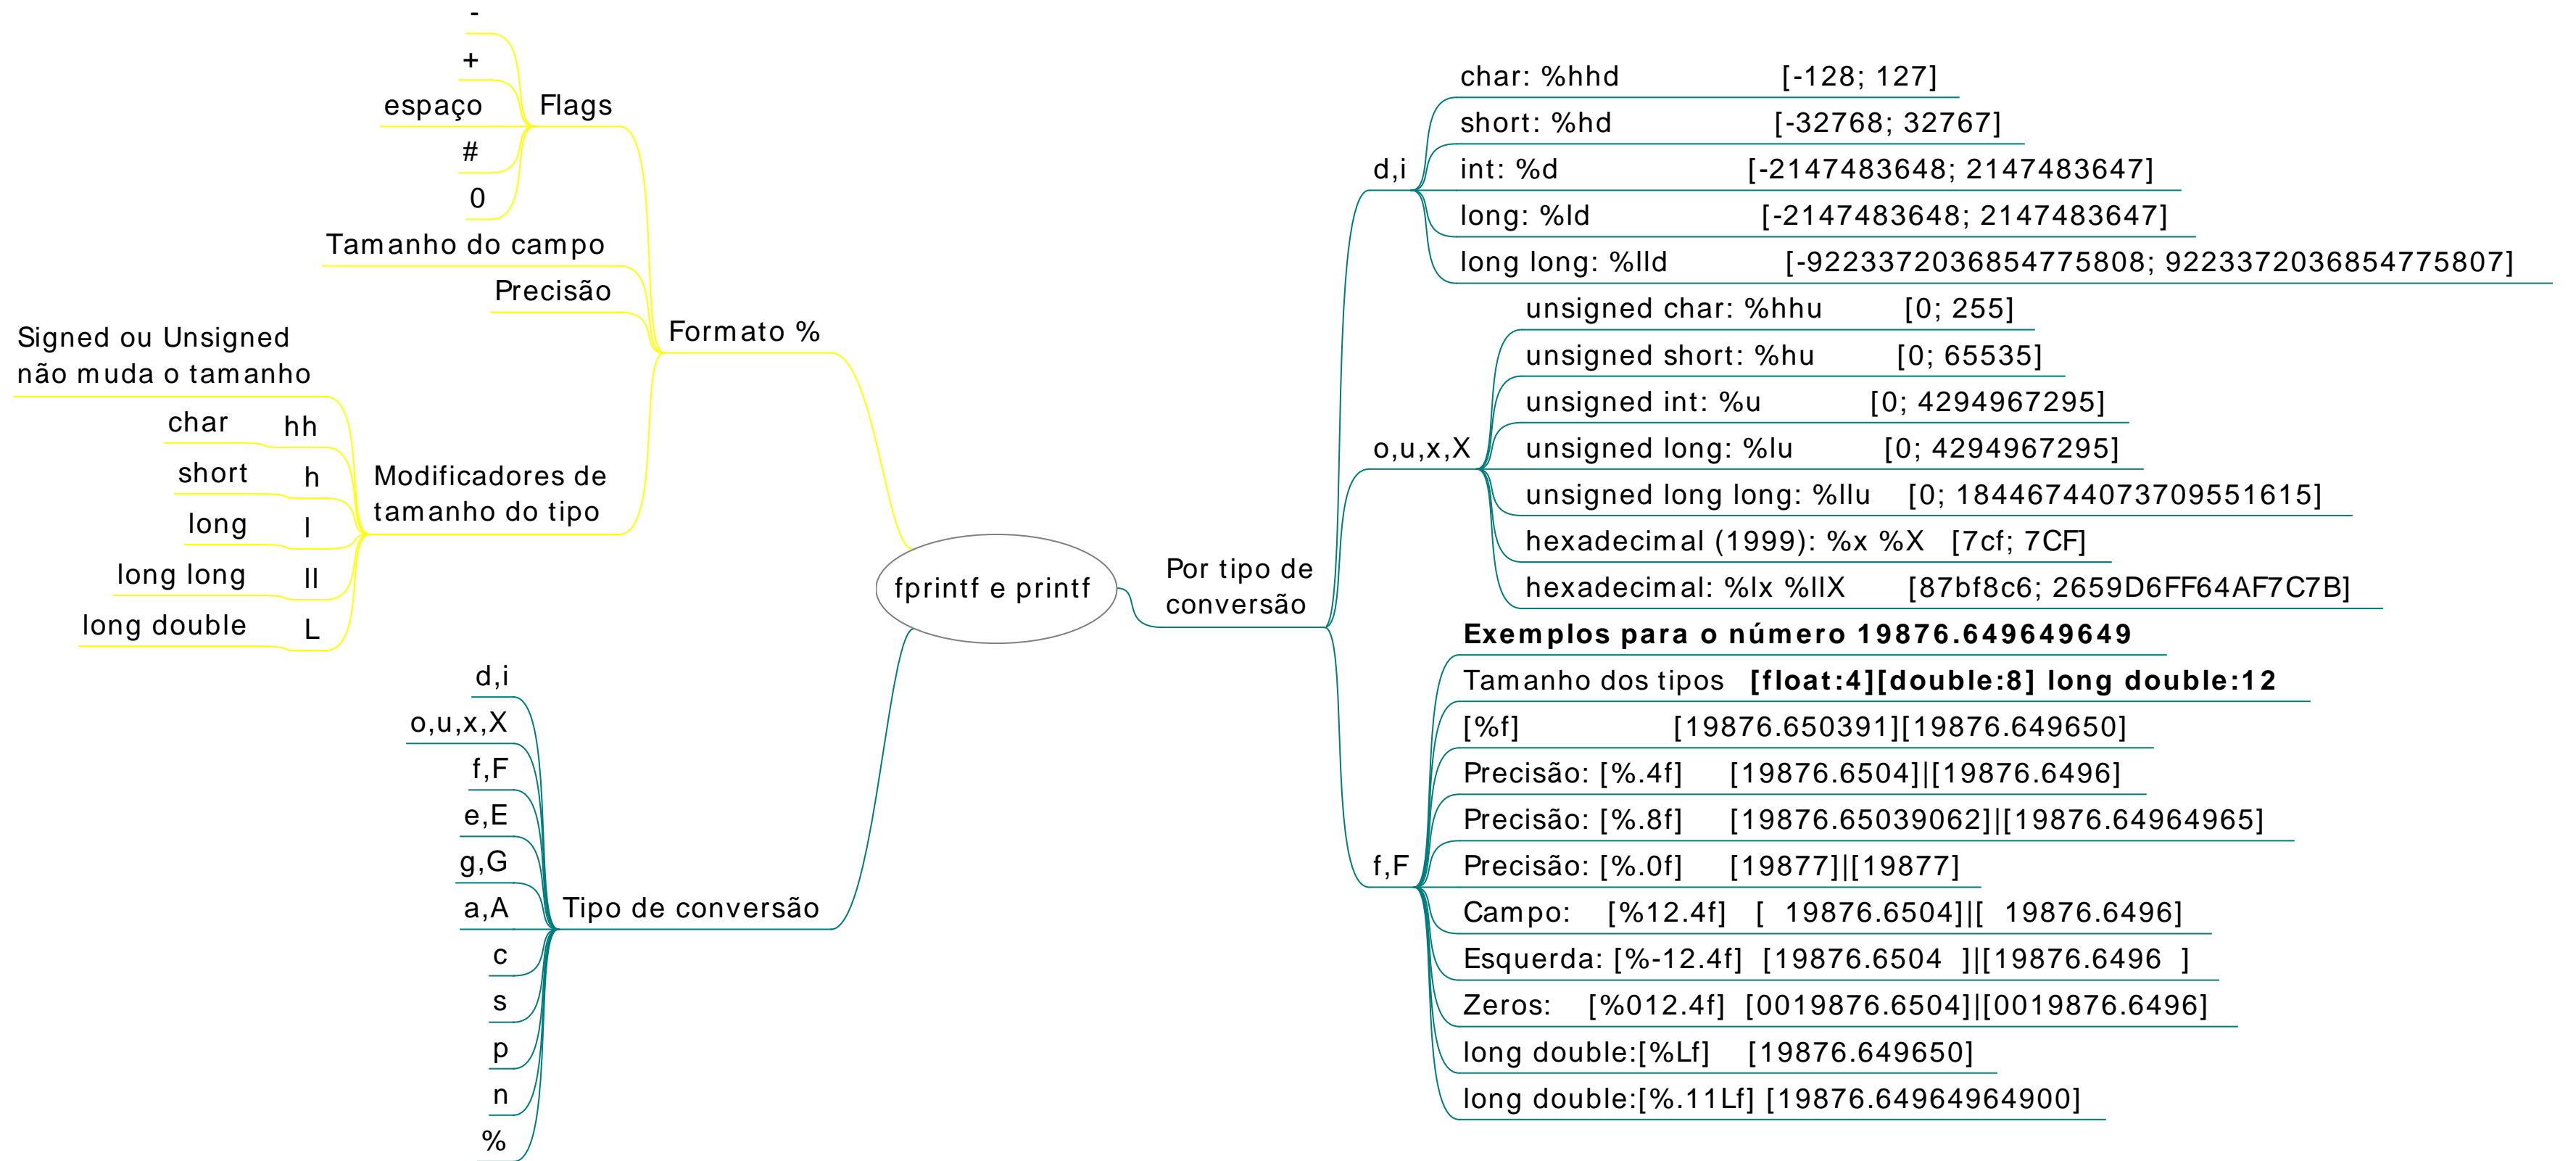 fprintf e printf
Formato %
Flags
-
+
espaço
#
0
Tamanho do campo
Precisão
Modificadores de
tamanho do tipo
Signed ou Unsigned
não muda o tamanho
char hh
short h
long l
long long ll
long double L
Tipo de conversão
d,i
o,u,x,X
f,F
e,E
g,G
a,A
c
s
p
n
%
Por tipo de
conversão
d,i
char: %hhd [-128; 127]
short: %hd [-32768; 32767]
int: %d [-2147483648; 2147483647]
long: %ld [-2147483648; 2147483647]
long long: %lld [-9223372036854775808; 9223372036854775807]
o,u,x,X
unsigned char: %hhu [0; 255]
unsigned short: %hu [0; 65535]
unsigned int: %u [0; 4294967295]
unsigned long: %lu [0; 4294967295]
unsigned long long: %llu [0; 18446744073709551615]
hexadecimal (1999): %x %X [7cf; 7CF]
hexadecimal: %lx %llX [87bf8c6; 2659D6FF64AF7C7B]
f,F
Exemplos para o número 19876.649649649
Tamanho dos tipos [float:4][double:8] long double:12
[%f] [19876.650391][19876.649650]
Precisão: [%.4f] [19876.6504]|[19876.6496]
Precisão: [%.8f] [19876.65039062]|[19876.64964965]
Precisão: [%.0f] [19877]|[19877]
Campo: [%12.4f] [  19876.6504]|[  19876.6496]
Esquerda: [%-12.4f] [19876.6504  ]|[19876.6496  ]
Zeros: [%012.4f] [0019876.6504]|[0019876.6496]
long double:[%Lf] [19876.649650]
long double:[%.11Lf] [19876.64964964900]